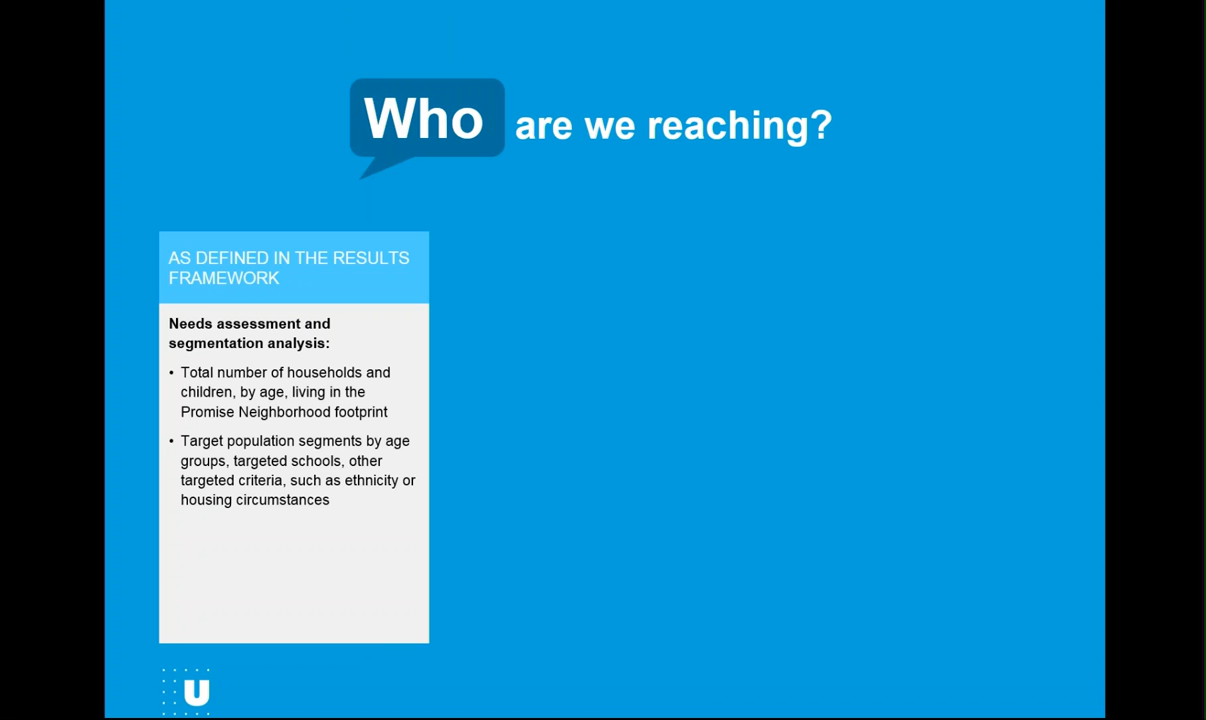 Who are we reaching?
AS DEFINED IN THE RESULTS
FRAMEWORK
Needs assessment and
segmentation analysis:
• Total number of households and
children, by age, living in the
Promise Neighborhood footprint
• Target population segments by age
groups, targeted schools, other
targeted criteria, such as ethnicity or
housing circumstances
U